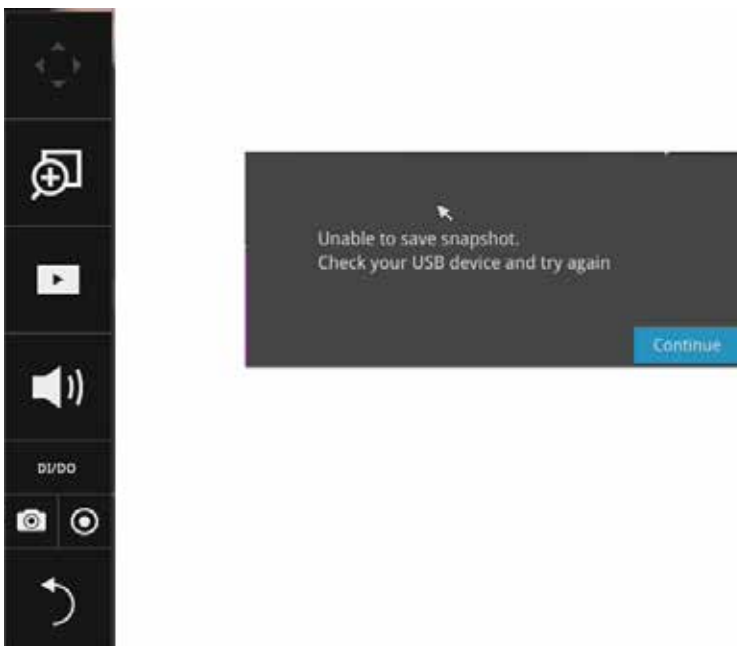 Unable to save snapshot.
Check your USB device and try again
Continue
DI/DO